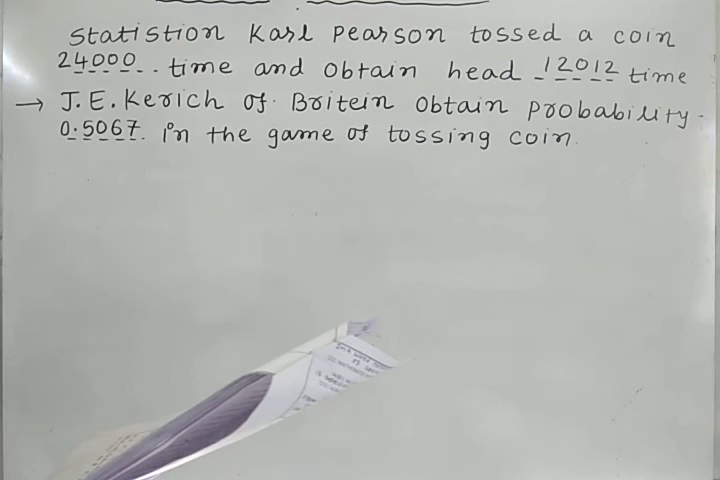 Statistion Karl Pearson tossed a coin
24000 time and Obtain head 12012 time
→ J.E. Kerich of Britein Obtain Probability
0.5067 in the game of tossing coin